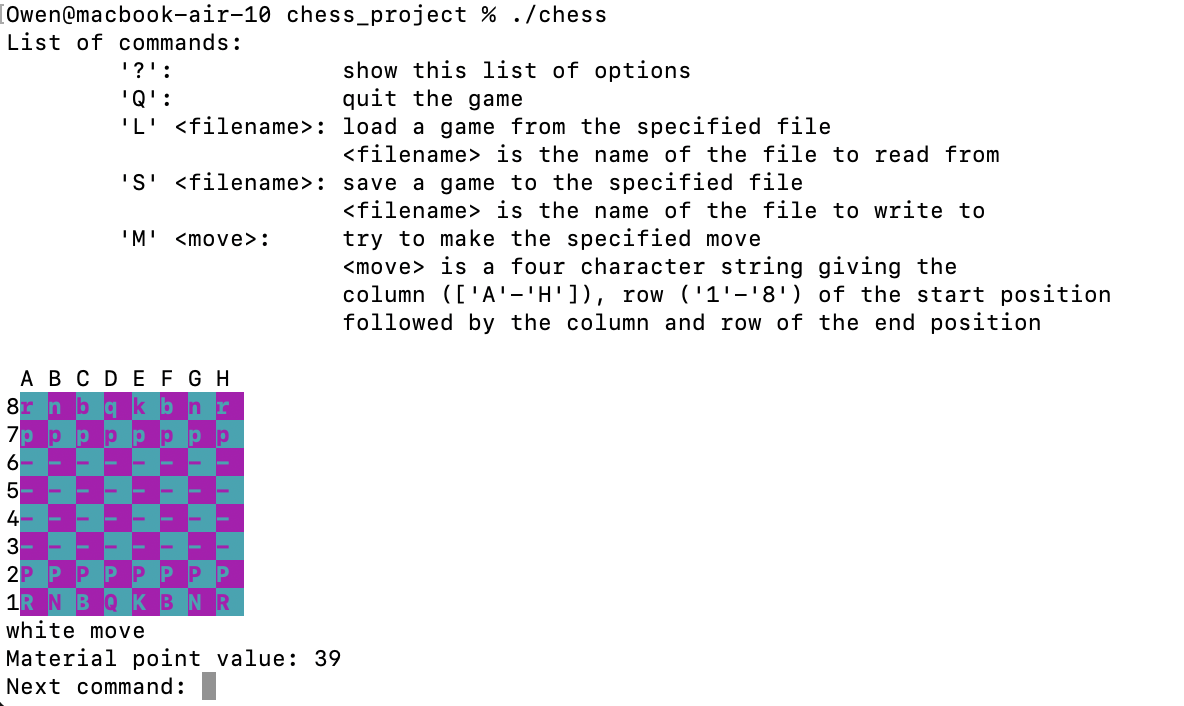 [Owen@macbook-air-10 chess_project % ./chess
List of commands:
'?': show this list of options
'Q': quit the game
'L' <filename>: load a game from the specified file
<filename> is the name of the file to read from
'S' <filename>: save a game to the specified file
<filename> is the name of the file to write to
'M' <move>: try to make the specified move
<move> is a four character string giving the
column (['A'-'H']), row ('1'-'8') of the start position
followed by the column and row of the end position
A B C D E F G H
8r n b q k b n r
7p p p p p p p p
6- - - - - - - -
5- - - - - - - -
4- - - - - - - -
3- - - - - - - -
2P P P P P P P P
1R N B Q K B N R
white move
Material point value: 39
Next command: